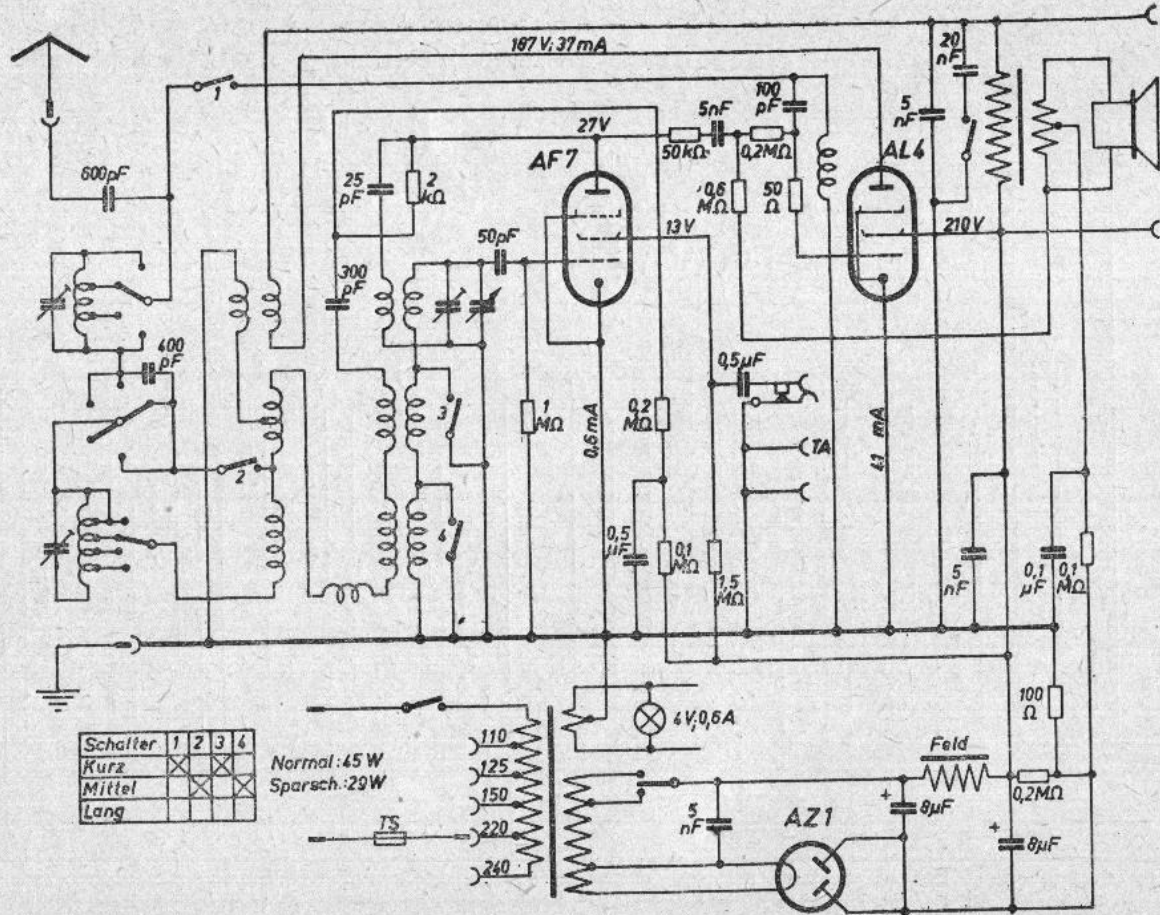 187 V; 37 mA
20 nF
1
100 pF
5 nF
5nF
27V
50kΩ
0,2MΩ
AF 7
AL4
600pF
25 pF
2 kΩ
0,6 MΩ
50 Ω
13 V
210 V
50pF
300 pF
400 pF
0,5µF
1 MΩ
0,2 MΩ
3
0,6 mA
41 mA
TA
2
4
0,5 µF
0,1 MΩ
1,5 MΩ
5 nF
0,1 µF
0,1 MΩ
100 Ω
4V; 0,6A
Schalter 1 2 3 4
Kurz
Mittel
Lang
Normal: 45 W
Sparsch.: 29 W
110
125
150
220
240
TS
Feld
5 nF
AZ1
+
8µF
0,2MΩ
+
8µF